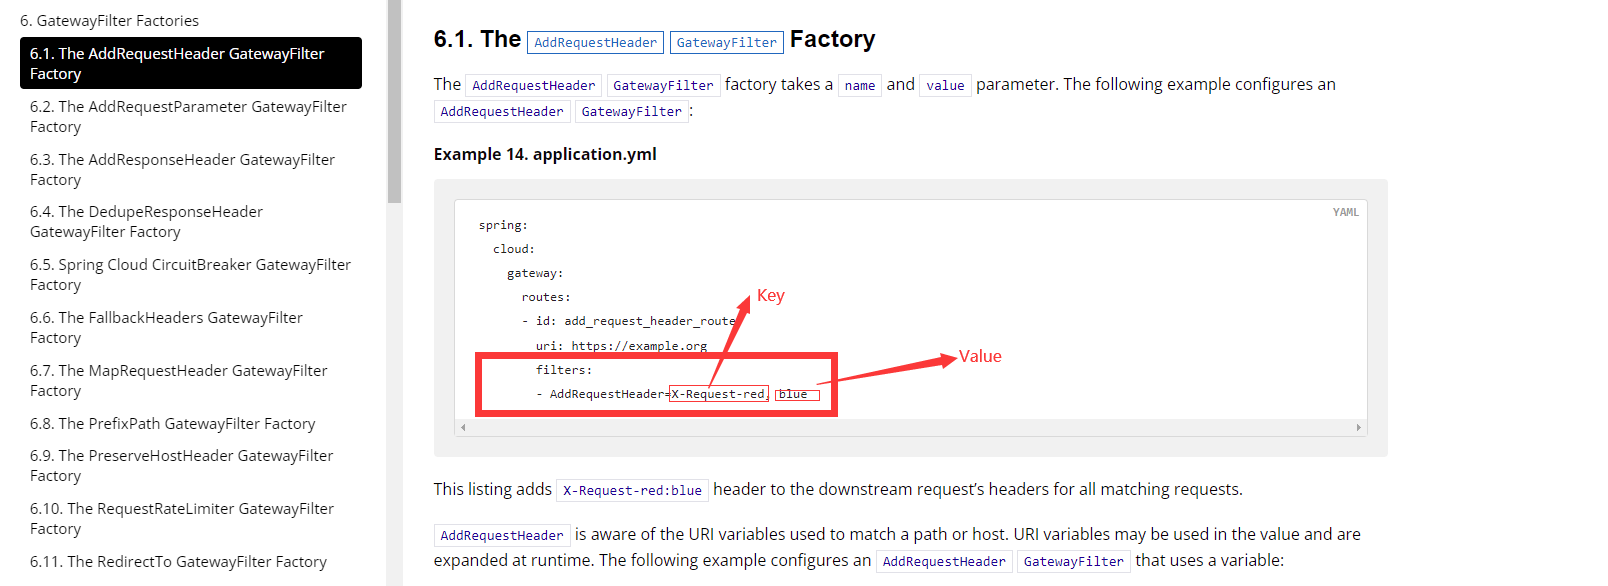 6. GatewayFilter Factories
6.1. The AddRequestHeader GatewayFilter
Factory
6.2. The AddRequestParameter GatewayFilter
Factory
6.3. The AddResponseHeader GatewayFilter
Factory
6.4. The DedupeResponseHeader
GatewayFilter Factory
6.5. Spring Cloud CircuitBreaker GatewayFilter
Factory
6.6. The FallbackHeaders GatewayFilter
Factory
6.7. The MapRequestHeader GatewayFilter
Factory
6.8. The PrefixPath GatewayFilter Factory
6.9. The PreserveHostHeader GatewayFilter
Factory
6.10. The RequestRateLimiter GatewayFilter
Factory
6.11. The RedirectTo GatewayFilter Factory
6.1. The AddRequestHeader GatewayFilter Factory
The AddRequestHeader GatewayFilter factory takes a name and value parameter. The following example configures an
AddRequestHeader GatewayFilter:
Example 14. application.yml
YAML
spring:
cloud:
gateway:
routes:
Key
- id: add_request_header_route
uri: https://example.org
Value
filters:
- AddRequestHeader=X-Request-red, blue
This listing adds X-Request-red:blue header to the downstream request’s headers for all matching requests.
AddRequestHeader is aware of the URI variables used to match a path or host. URI variables may be used in the value and are
expanded at runtime. The following example configures an AddRequestHeader GatewayFilter that uses a variable: